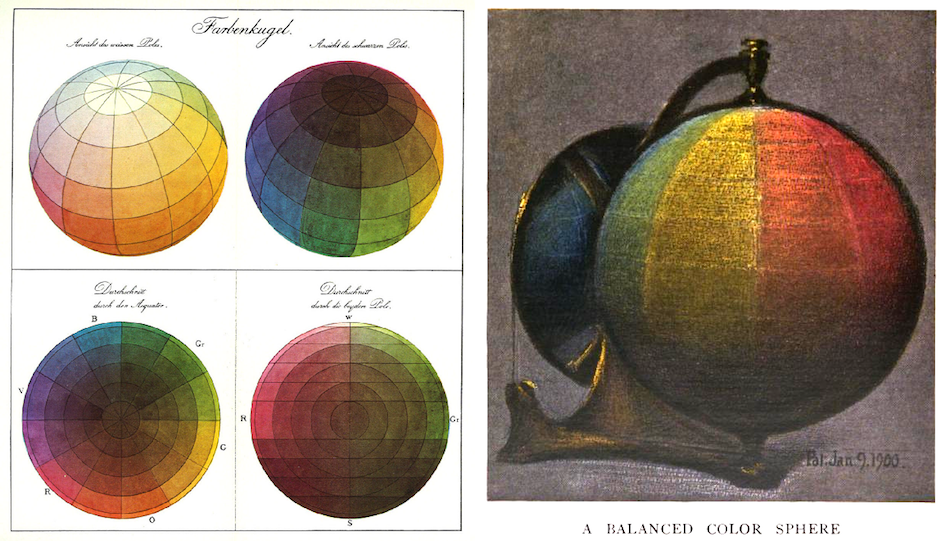 Farbenkugel.
Ansicht des weissen Poles.
Ansicht des schwarzen Poles.
Durchschnitt
durch den Aequator.
B
Gr
V
G
R
O
Durchschnitt
durch die beyden Pole.
W
R
Gr
S
Pat. Jan 9. 1900
A BALANCED COLOR SPHERE